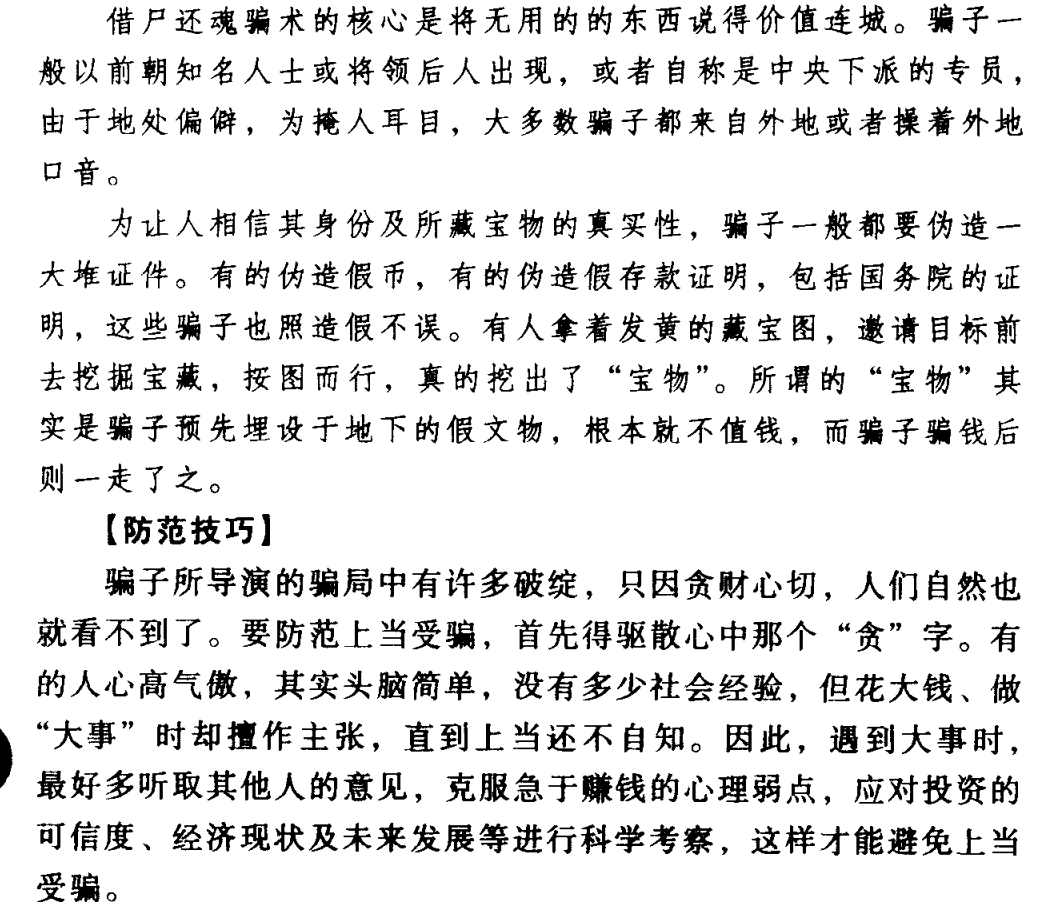 借尸还魂骗术的核心是将无用的的东西说得价值连城。骗子一
般以前朝知名人士或将领后人出现，或者自称是中央下派的专员，
由于地处偏僻，为掩人耳目，大多数骗子都来自外地或者操着外地
口音。
为让人相信其身份及所藏宝物的真实性，骗子一般都要伪造一
大堆证件。有的伪造假币，有的伪造假存款证明，包括国务院的证
明，这些骗子也照造假不误。有人拿着发黄的藏宝图，邀请目标前
去挖掘宝藏，按图而行，真的挖出了“宝物”。所谓的“宝物”其
实是骗子预先埋设于地下的假文物，根本就不值钱，而骗子骗钱后
则一走了之。
【防范技巧】
骗子所导演的骗局中有许多破绽，只因贪财心切，人们自然也
就看不到了。要防范上当受骗，首先得驱散心中那个“贪”字。有
的人心高气傲，其实头脑简单，没有多少社会经验，但花大钱、做
“大事”时却擅作主张，直到上当还不自知。因此，遇到大事时，
最好多听取其他人的意见，克服急于赚钱的心理弱点，应对投资的
可信度、经济现状及未来发展等进行科学考察，这样才能避免上当
受骗。